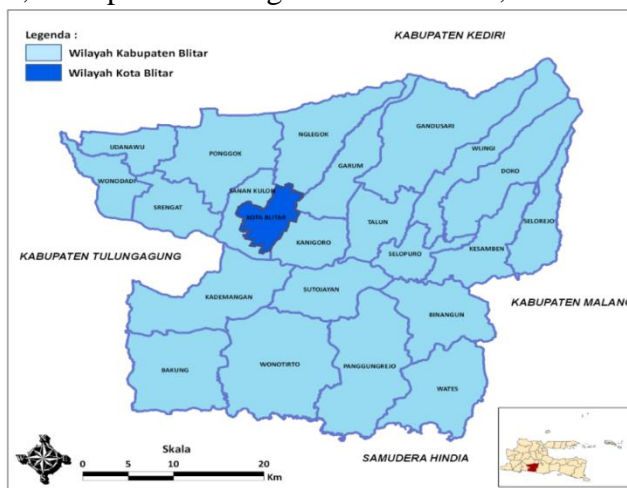 Legenda :
Wilayah Kabupaten Blitar
Wilayah Kota Blitar
KABUPATEN KEDIRI
UDANAWU
PONGGOK
NGLEGOK
GANDUSARI
WLINGI
WONODADI
SRENGAT
SANAN KULON
GARUM
DOKO
KOTA BLITAR
KANIGORO
TALUN
SELOPURO
KESAMBEN
SELOREJO
KABUPATEN TULUNGAGUNG
KADEMANGAN
SUTOJAYAN
BINANGUN
KABUPATEN MALANG
BAKUNG
WONOTIRTO
PANGGUNGREJO
WATES
SAMUDERA HINDIA
Skala
0 5 10 20
Km